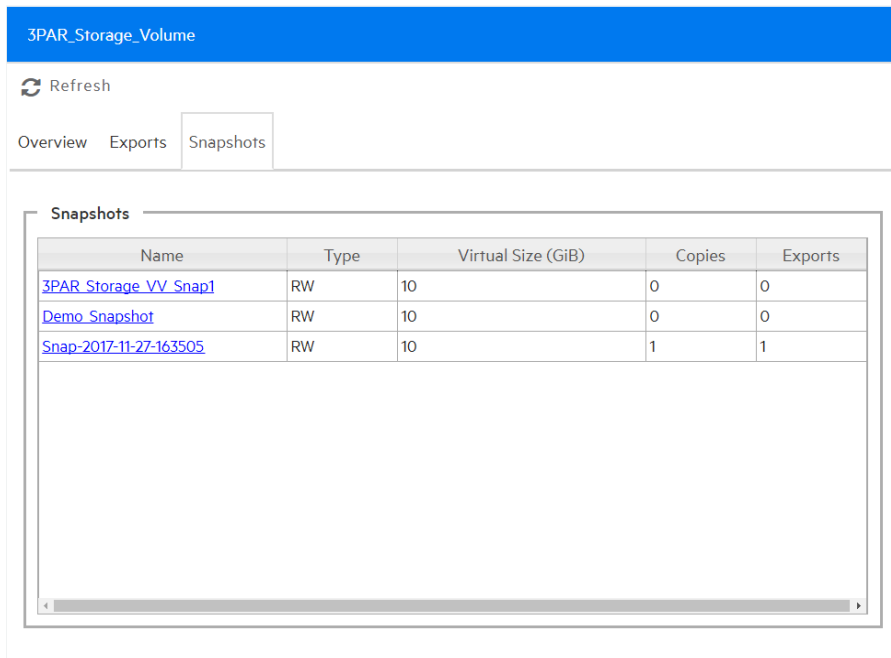 3PAR_Storage_Volume
Refresh
Overview Exports Snapshots
Snapshots
Name Type Virtual Size (GiB) Copies Exports
3PAR_Storage_VV_Snap1 RW 10 0 0
Demo_Snapshot RW 10 0 0
Snap-2017-11-27-163505 RW 10 1 1